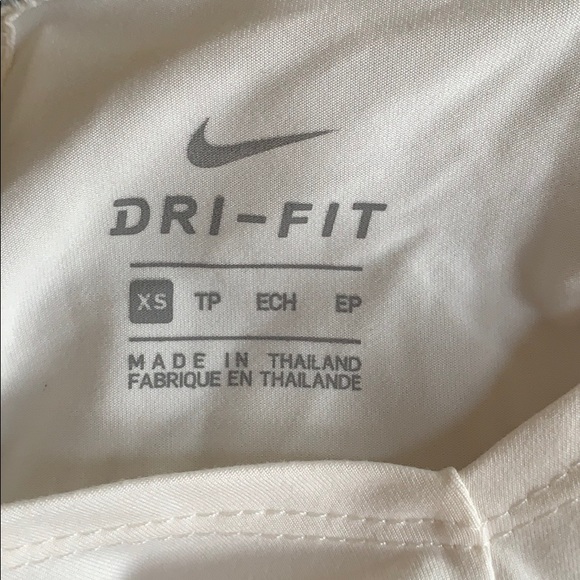 DRI-FIT
XS TP ECH EP
MADE IN THAILAND
FABRIQUE EN THAILANDE